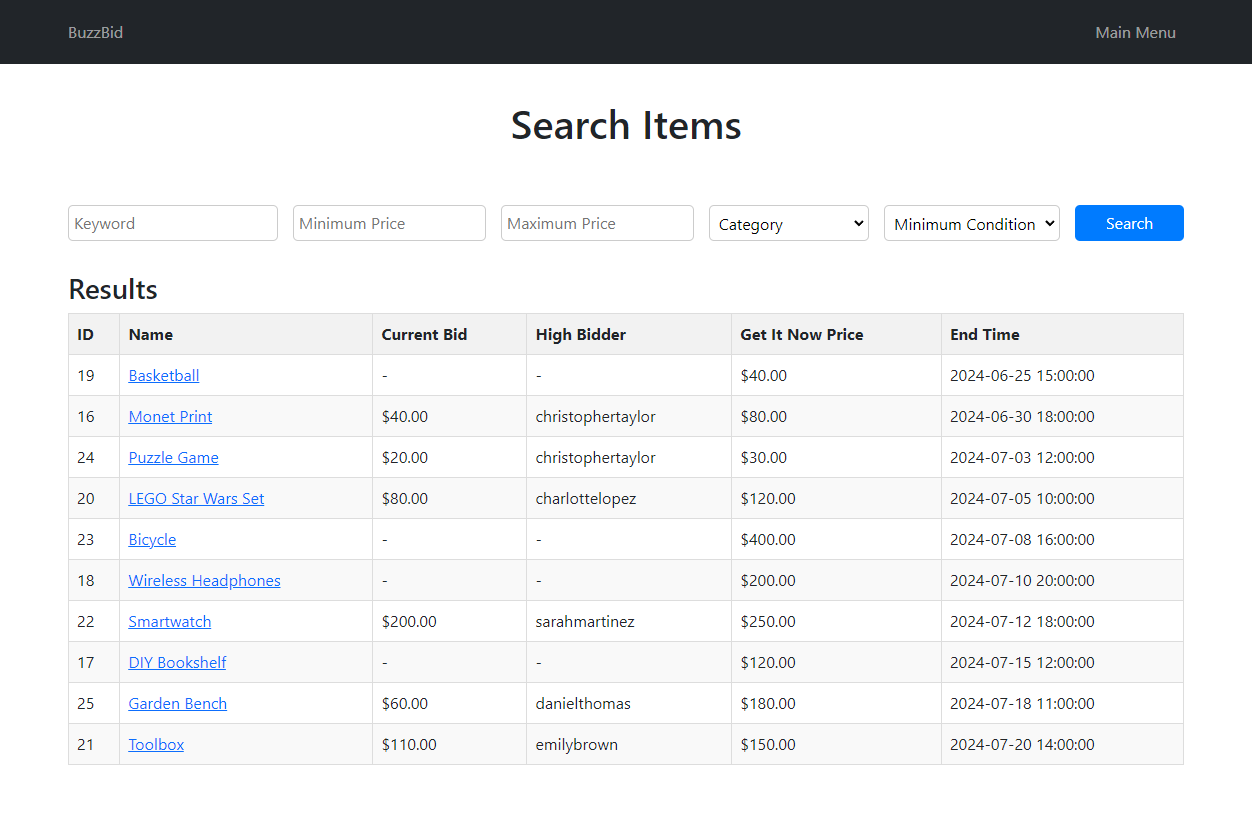 BuzzBid Main Menu
Search Items
Keyword Minimum Price Maximum Price Category Minimum Condition Search
Results
ID Name Current Bid High Bidder Get It Now Price End Time
19 Basketball - - $40.00 2024-06-25 15:00:00
16 Monet Print $40.00 christophertaylor $80.00 2024-06-30 18:00:00
24 Puzzle Game $20.00 christophertaylor $30.00 2024-07-03 12:00:00
20 LEGO Star Wars Set $80.00 charlottelopez $120.00 2024-07-05 10:00:00
23 Bicycle - - $400.00 2024-07-08 16:00:00
18 Wireless Headphones - - $200.00 2024-07-10 20:00:00
22 Smartwatch $200.00 sarahmartinez $250.00 2024-07-12 18:00:00
17 DIY Bookshelf - - $120.00 2024-07-15 12:00:00
25 Garden Bench $60.00 danielthomas $180.00 2024-07-18 11:00:00
21 Toolbox $110.00 emilybrown $150.00 2024-07-20 14:00:00